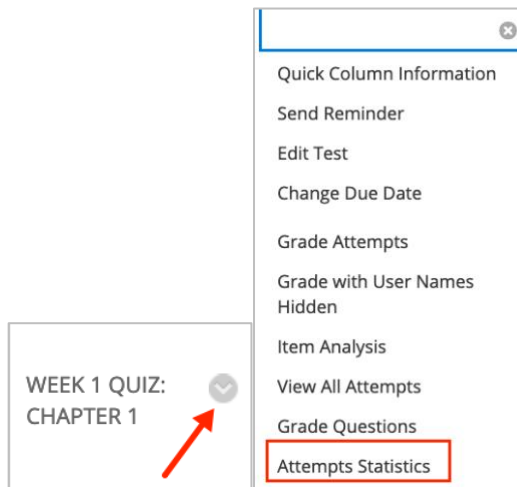 Quick Column Information
Send Reminder
Edit Test
Change Due Date
Grade Attempts
Grade with User Names
Hidden
Item Analysis
View All Attempts
Grade Questions
Attempts Statistics
WEEK 1 QUIZ:
CHAPTER 1